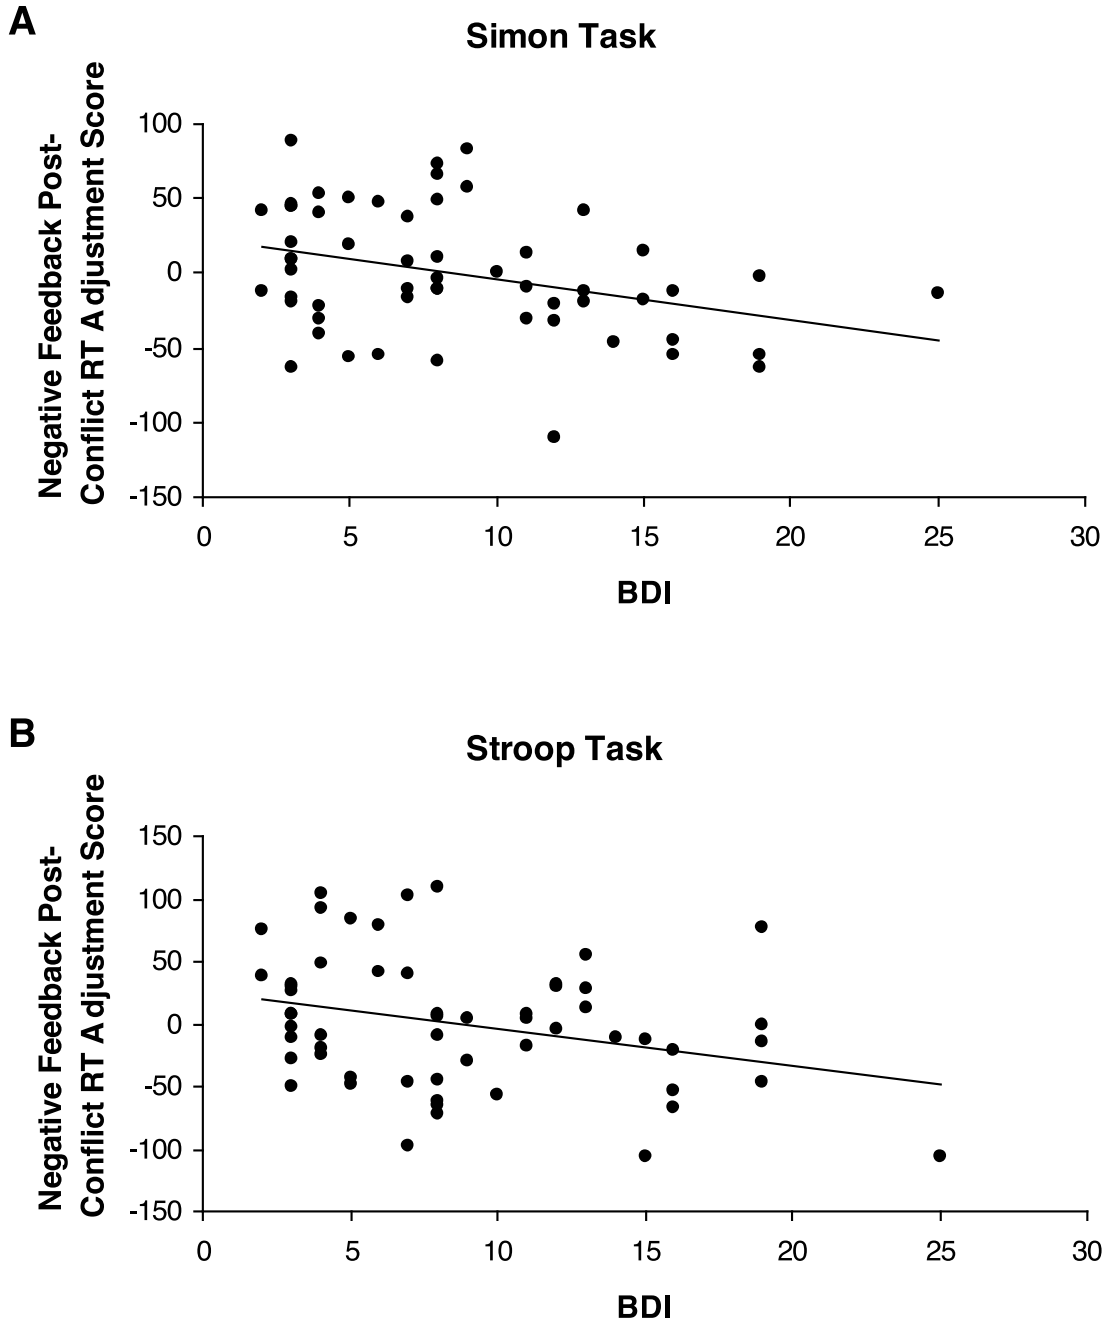 A
Simon Task
Negative Feedback Post-
Conflict RT Adjustment Score
100
50
0
-50
-100
-150
0 5 10 15 20 25 30
BDI
B
Stroop Task
Negative Feedback Post-
Conflict RT Adjustment Score
150
100
50
0
-50
-100
-150
0 5 10 15 20 25 30
BDI